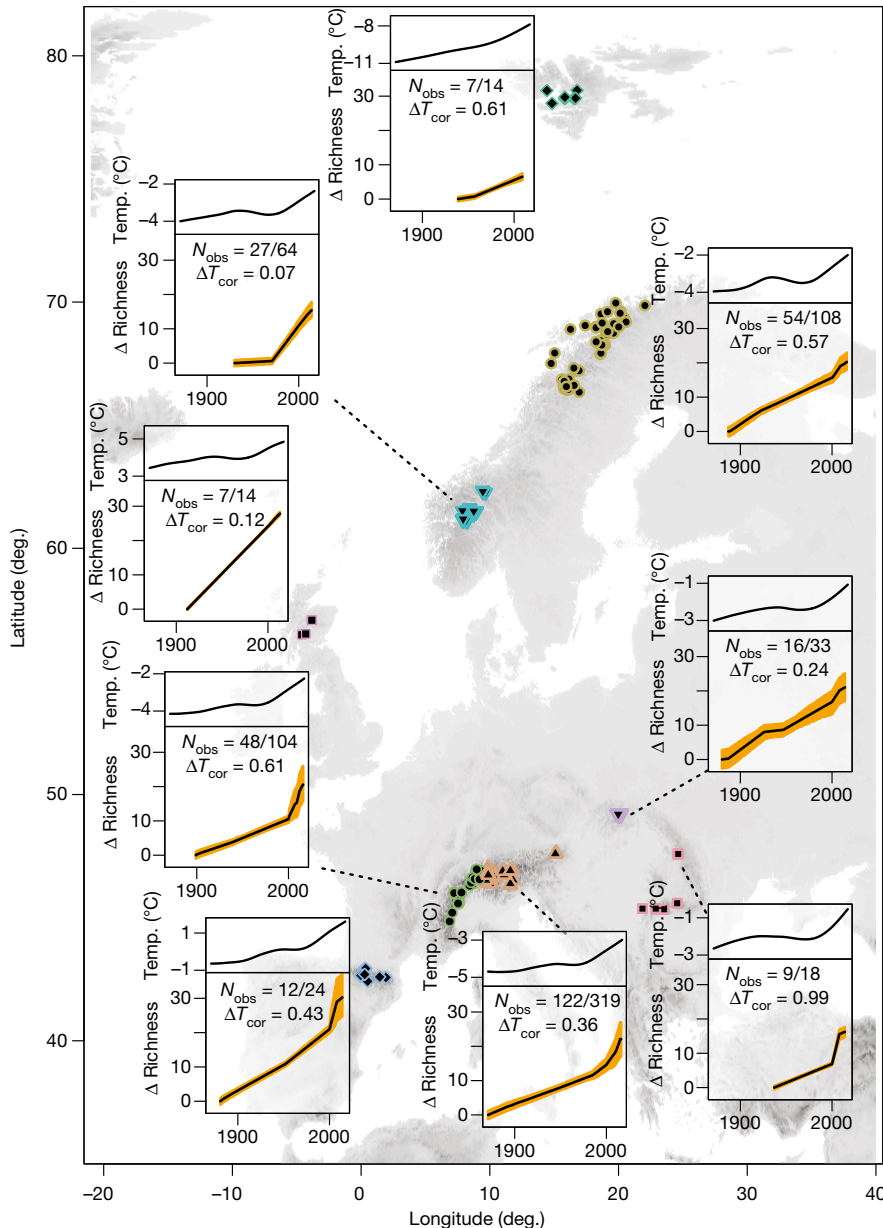 82
80
70
60
50
40
Latitude (deg.)
−20
−10
0
10
20
30
40
Longitude (deg.)
Temp. (°C)
−8
−11
Δ Richness
30
10
0
N_obs = 7/14
ΔT_cor = 0.61
1900
2000
Temp. (°C)
−2
−4
Δ Richness
30
10
0
N_obs = 27/64
ΔT_cor = 0.07
1900
2000
Temp. (°C)
−2
−4
Δ Richness
30
10
0
N_obs = 54/108
ΔT_cor = 0.57
1900
2000
Temp. (°C)
5
3
Δ Richness
30
10
0
N_obs = 7/14
ΔT_cor = 0.12
1900
2000
Temp. (°C)
−1
−3
Δ Richness
30
10
0
N_obs = 16/33
ΔT_cor = 0.24
1900
2000
Temp. (°C)
−2
−4
Δ Richness
30
10
0
N_obs = 48/104
ΔT_cor = 0.61
1900
2000
Temp. (°C)
1
−1
Δ Richness
30
10
0
N_obs = 12/24
ΔT_cor = 0.43
1900
2000
Temp. (°C)
−3
−5
Δ Richness
30
10
0
N_obs = 122/319
ΔT_cor = 0.36
1900
2000
Temp. (°C)
−1
−3
Δ Richness
30
10
0
N_obs = 9/18
ΔT_cor = 0.99
1900
2000